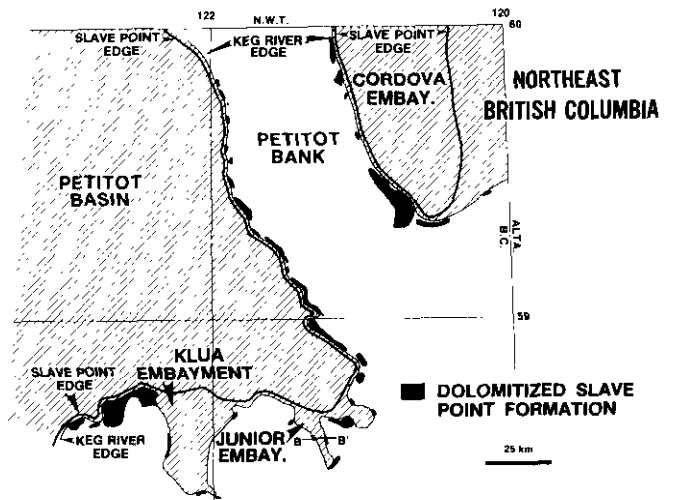 122
N.W.T.
120
60
SLAVE POINT
EDGE
KEG RIVER
EDGE
SLAVE POINT
EDGE
CORDOVA
EMBAY.
NORTHEAST
BRITISH COLUMBIA
PETITOT
BANK
PETITOT
BASIN
ALTA
B.C.
59
KLUA
EMBAYMENT
SLAVE POINT
EDGE
KEG RIVER
EDGE
JUNIOR
EMBAY.
B
B'
DOLOMITIZED SLAVE
POINT FORMATION
25 km